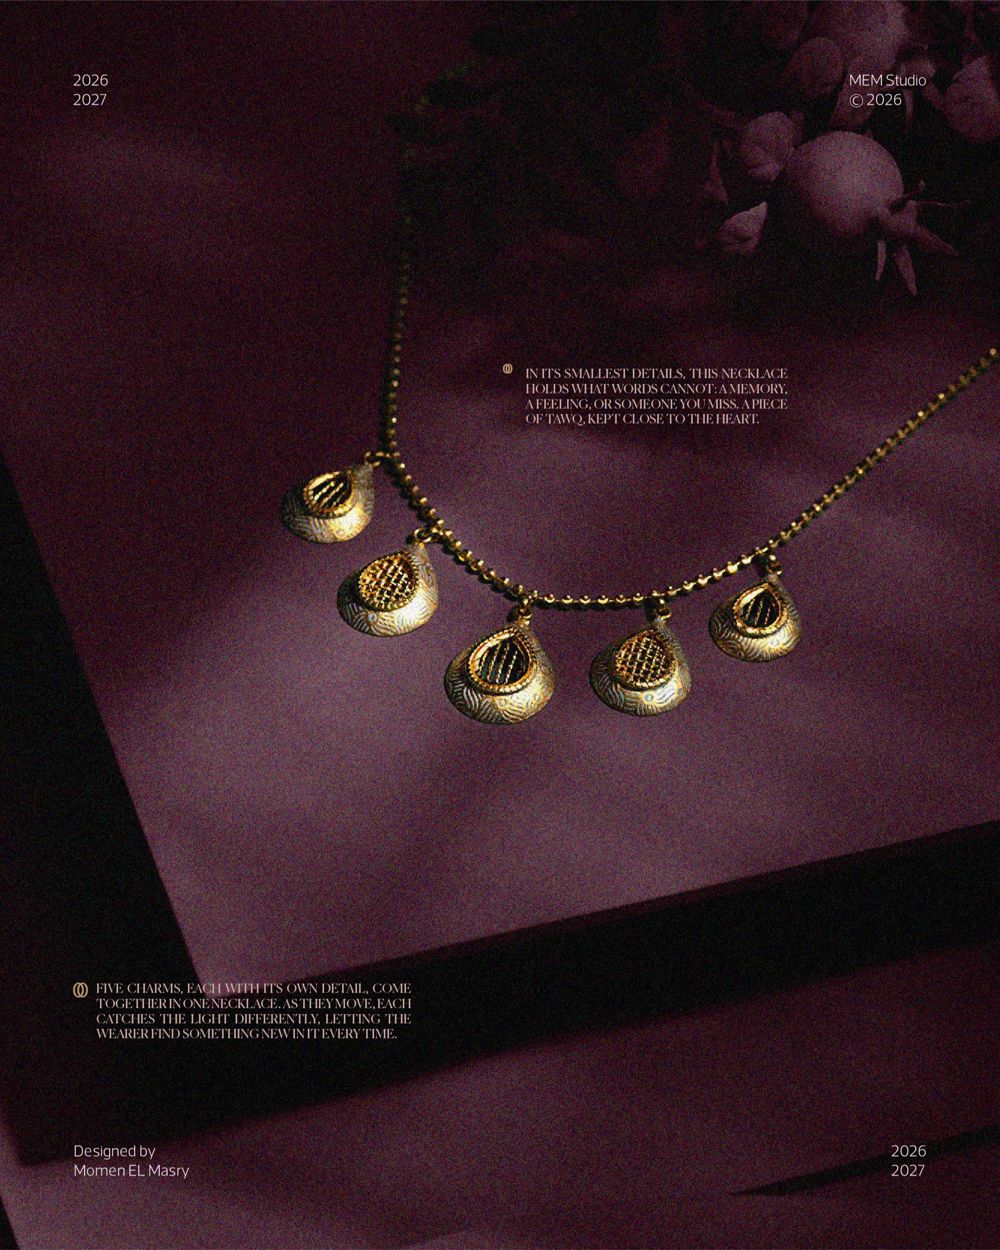 2026
2027
MEM Studio
© 2026
IN ITS SMALLEST DETAILS, THIS NECKLACE
HOLDS WHAT WORDS CANNOT: A MEMORY,
A FEELING, OR SOMEONE YOU MISS. A PIECE
OF TAWQ, KEPT CLOSE TO THE HEART.
FIVE CHARMS, EACH WITH ITS OWN DETAIL, COME
TOGETHER IN ONE NECKLACE. AS THEY MOVE, EACH
CATCHES THE LIGHT DIFFERENTLY, LETTING THE
WEARER FIND SOMETHING NEW IN IT EVERY TIME.
Designed by
Momen EL Masry
2026
2027